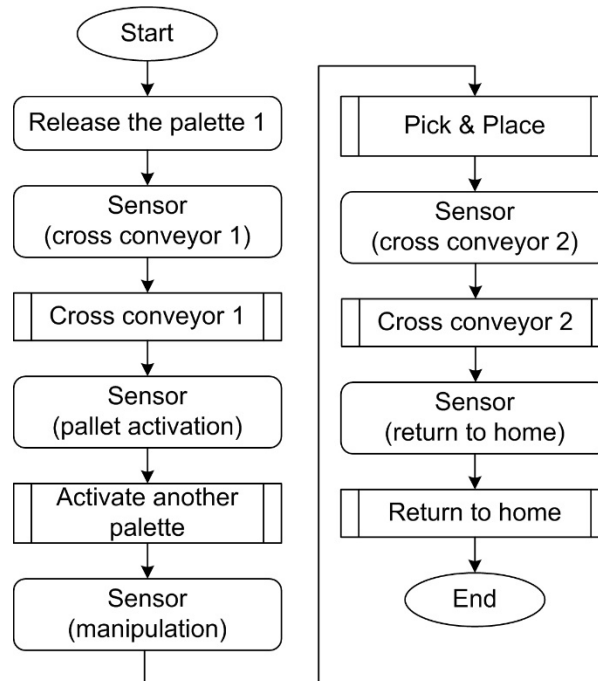 Start
Release the palette 1
Sensor
(cross conveyor 1)
Cross conveyor 1
Sensor
(pallet activation)
Activate another
palette
Sensor
(manipulation)
Pick & Place
Sensor
(cross conveyor 2)
Cross conveyor 2
Sensor
(return to home)
Return to home
End